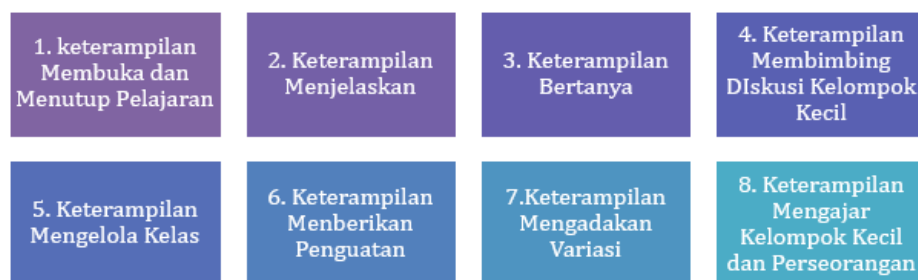 1. keterampilan
Membuka dan
Menutup Pelajaran
2. Keterampilan
Menjelaskan
3. Keterampilan
Bertanya
4. Keterampilan
Membimbing
DIskusi Kelompok
Kecil
5. Keterampilan
Mengelola Kelas
6. Keterampilan
Menberikan
Penguatan
7.Keterampilan
Mengadakan
Variasi
8. Keterampilan
Mengajar
Kelompok Kecil
dan Perseorangan